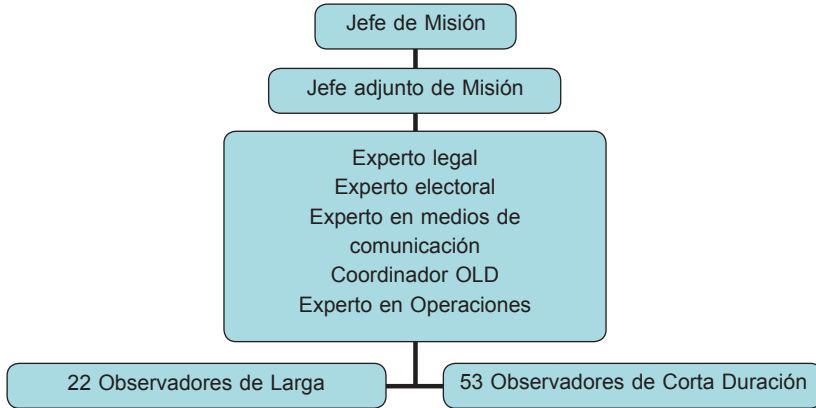 Jefe de Misión
Jefe adjunto de Misión
Experto legal
Experto electoral
Experto en medios de
comunicación
Coordinador OLD
Experto en Operaciones
22 Observadores de Larga
53 Observadores de Corta Duración